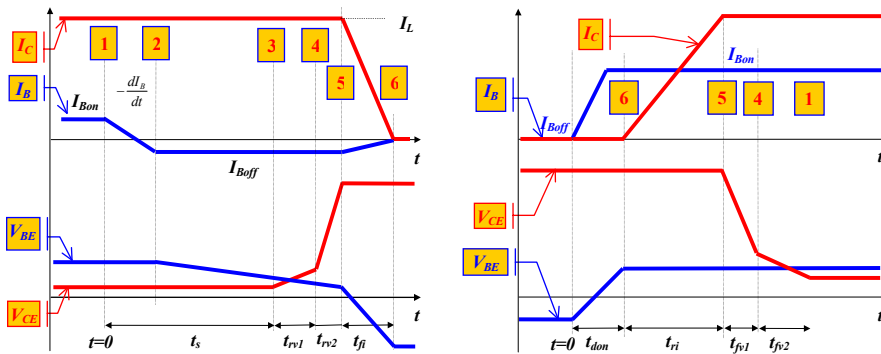 I_C
I_L
1
2
3
4
5
6
I_B
I_Bon
-dI_B/dt
t
I_Boff
V_BE
V_CE
t
t=0
t_s
t_rv1
t_rv2
t_fi
I_C
I_Bon
I_B
I_Boff
6
5
4
1
t
V_CE
V_BE
t
t=0
t_don
t_ri
t_fv1
t_fv2